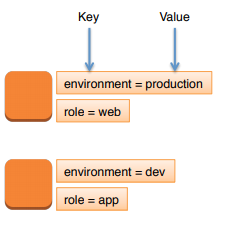 Key Value
environment = production
role = web
environment = dev
role = app